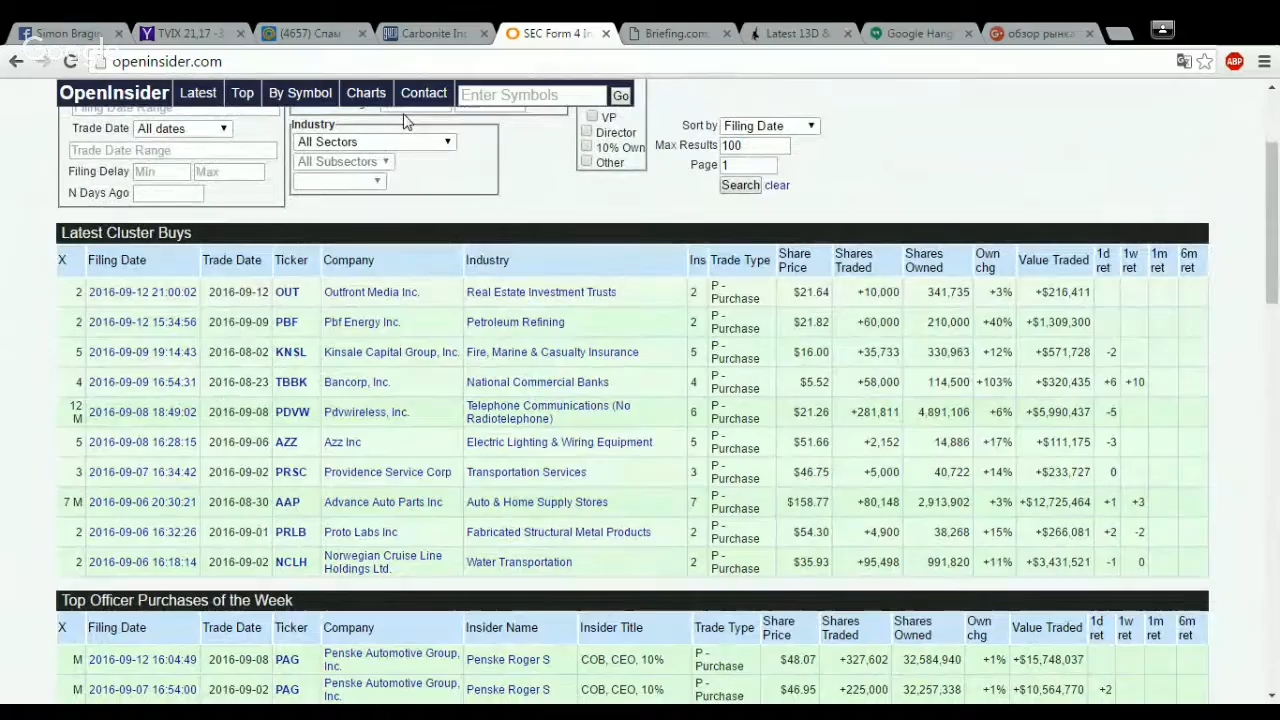 Simon Bragi
TVIX 21,17 -3
(4657) Спам
Carbonite Inc
SEC Form 4 In
Briefing.com:
Latest 13D &
Google Hang
обзор рынка
Google
openinsider.com
ABP
OpenInsider Latest Top By Symbol Charts Contact Enter Symbols Go
Filing Date Range
Trade Date All dates
Trade Date Range
Filing Delay Min Max
N Days Ago
Industry
All Sectors
All Subsectors
VP
Director
10% Own
Other
Sort by Filing Date
Max Results 100
Page 1
Search clear
Latest Cluster Buys
X Filing Date Trade Date Ticker Company Industry Ins Trade Type Share Price Shares Traded Shares Owned Own chg Value Traded 1d ret 1w ret 1m ret 6m ret
2 2016-09-12 21:00:02 2016-09-12 OUT Outfront Media Inc. Real Estate Investment Trusts 2 P - Purchase $21.64 +10,000 341,735 +3% +$216,411
2 2016-09-12 15:34:56 2016-09-09 PBF Pbf Energy Inc. Petroleum Refining 2 P - Purchase $21.82 +60,000 210,000 +40% +$1,309,300
5 2016-09-09 19:14:43 2016-08-02 KNSL Kinsale Capital Group, Inc. Fire, Marine & Casualty Insurance 5 P - Purchase $16.00 +35,733 330,963 +12% +$571,728 -2
4 2016-09-09 16:54:31 2016-08-23 TBBK Bancorp, Inc. National Commercial Banks 4 P - Purchase $5.52 +58,000 114,500 +103% +$320,435 +6 +10
12 M 2016-09-08 18:49:02 2016-09-08 PDVW Pdvwireless, Inc. Telephone Communications (No Radiotelephone) 6 P - Purchase $21.26 +281,811 4,891,106 +6% +$5,990,437 -5
5 2016-09-08 16:28:15 2016-09-06 AZZ Azz Inc Electric Lighting & Wiring Equipment 5 P - Purchase $51.66 +2,152 14,886 +17% +$111,175 -3
3 2016-09-07 16:34:42 2016-09-02 PRSC Providence Service Corp Transportation Services 3 P - Purchase $46.75 +5,000 40,722 +14% +$233,727 0
7 M 2016-09-06 20:30:21 2016-08-30 AAP Advance Auto Parts Inc Auto & Home Supply Stores 7 P - Purchase $158.77 +80,148 2,913,902 +3% +$12,725,464 +1 +3
2 2016-09-06 16:32:26 2016-09-01 PRLB Proto Labs Inc Fabricated Structural Metal Products 2 P - Purchase $54.30 +4,900 38,268 +15% +$266,081 +2 -2
2 2016-09-06 16:18:14 2016-09-02 NCLH Norwegian Cruise Line Holdings Ltd. Water Transportation 2 P - Purchase $35.93 +95,498 991,820 +11% +$3,431,521 -1 0
Top Officer Purchases of the Week
X Filing Date Trade Date Ticker Company Insider Name Insider Title Trade Type Share Price Shares Traded Shares Owned Own chg Value Traded 1d ret 1w ret 1m ret 6m ret
M 2016-09-12 16:04:49 2016-09-08 PAG Penske Automotive Group, Inc. Penske Roger S COB, CEO, 10% P - Purchase $48.07 +327,602 32,584,940 +1% +$15,748,037
M 2016-09-07 16:54:00 2016-09-02 PAG Penske Automotive Group, Inc. Penske Roger S COB, CEO, 10% P - Purchase $46.95 +225,000 32,257,338 +1% +$10,564,770 +2